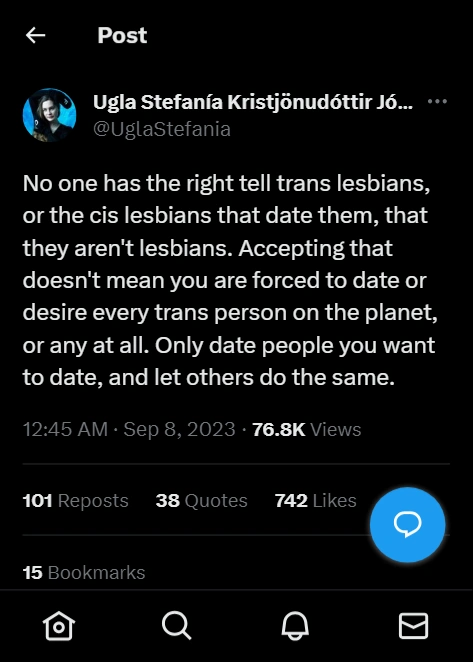 Post
Ugla Stefanía Kristjönudóttir Jó...
@UglaStefania
No one has the right tell trans lesbians,
or the cis lesbians that date them, that
they aren't lesbians. Accepting that
doesn't mean you are forced to date or
desire every trans person on the planet,
or any at all. Only date people you want
to date, and let others do the same.
12:45 AM · Sep 8, 2023 · 76.8K Views
101 Reposts 38 Quotes 742 Likes
15 Bookmarks